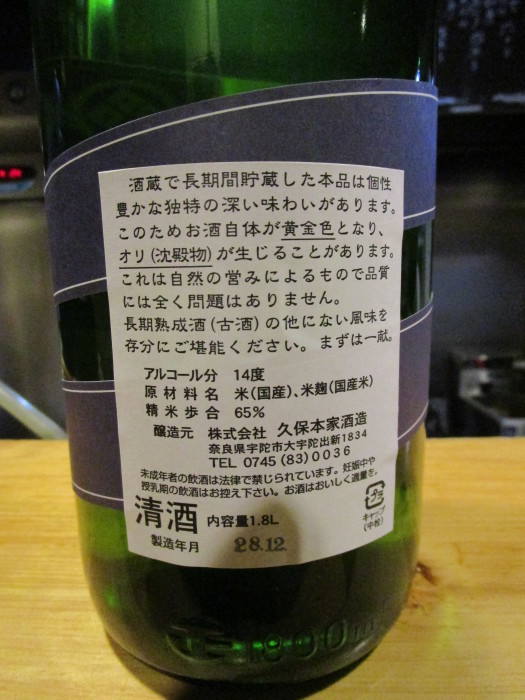 酒蔵で長期間貯蔵した本品は個性
豊かな独特の深い味わいがあります。
このためお酒自体が黄金色となり、
オリ(沈殿物)が生じることがあります。
これは自然の営みによるもので品質
には全く問題はありません。
長期熟成酒(古酒)の他にない風味を
存分にご堪能ください。まずは一献。
アルコール分 14度
原材料名 米(国産)、米麹(国産米)
精米歩合 65%
醸造元 株式会社 久保本家酒造
奈良県宇陀市大宇陀出新1834
TEL 0745(83)0036
未成年者の飲酒は法律で禁じられています。妊娠中や
授乳期の飲酒はお控え下さい。お酒はおいしく適量を。
清酒 内容量1.8L
プラ
キャップ
(中栓)
製造年月 28.12
1800ml